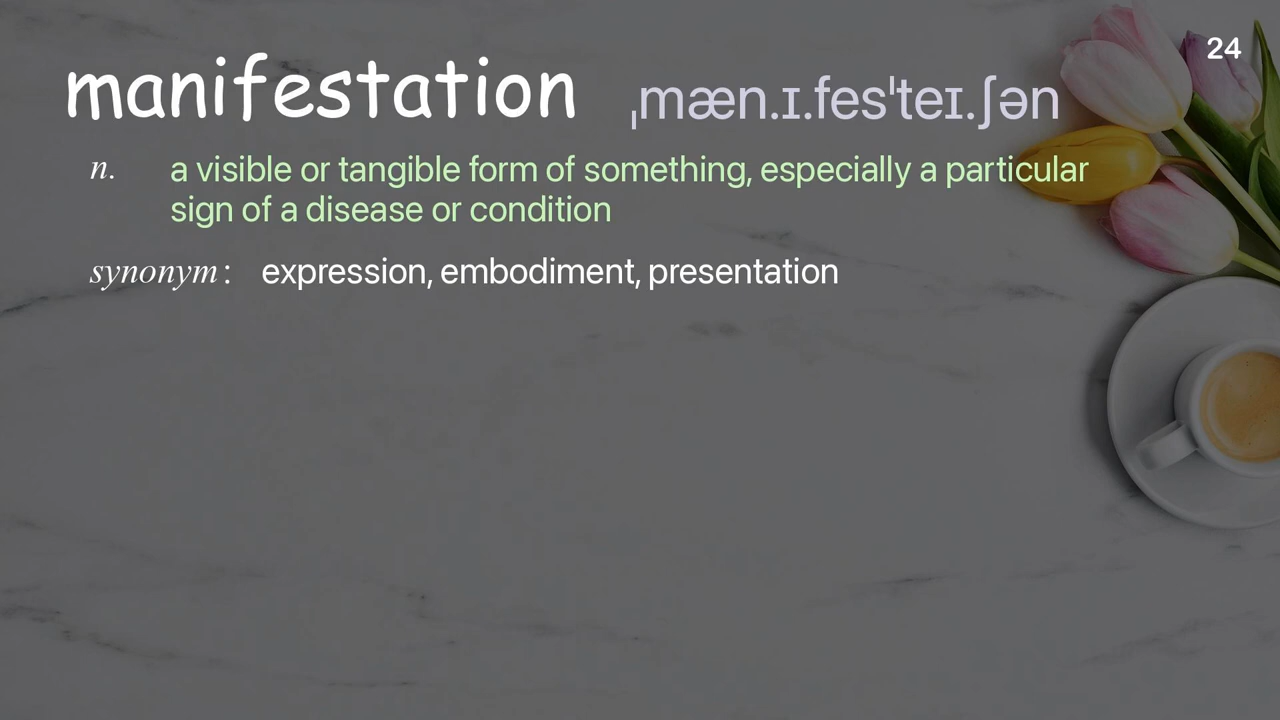 24
manifestation ˌmæn.ɪ.fesˈteɪ.ʃən
n. a visible or tangible form of something, especially a particular
sign of a disease or condition
synonym: expression, embodiment, presentation